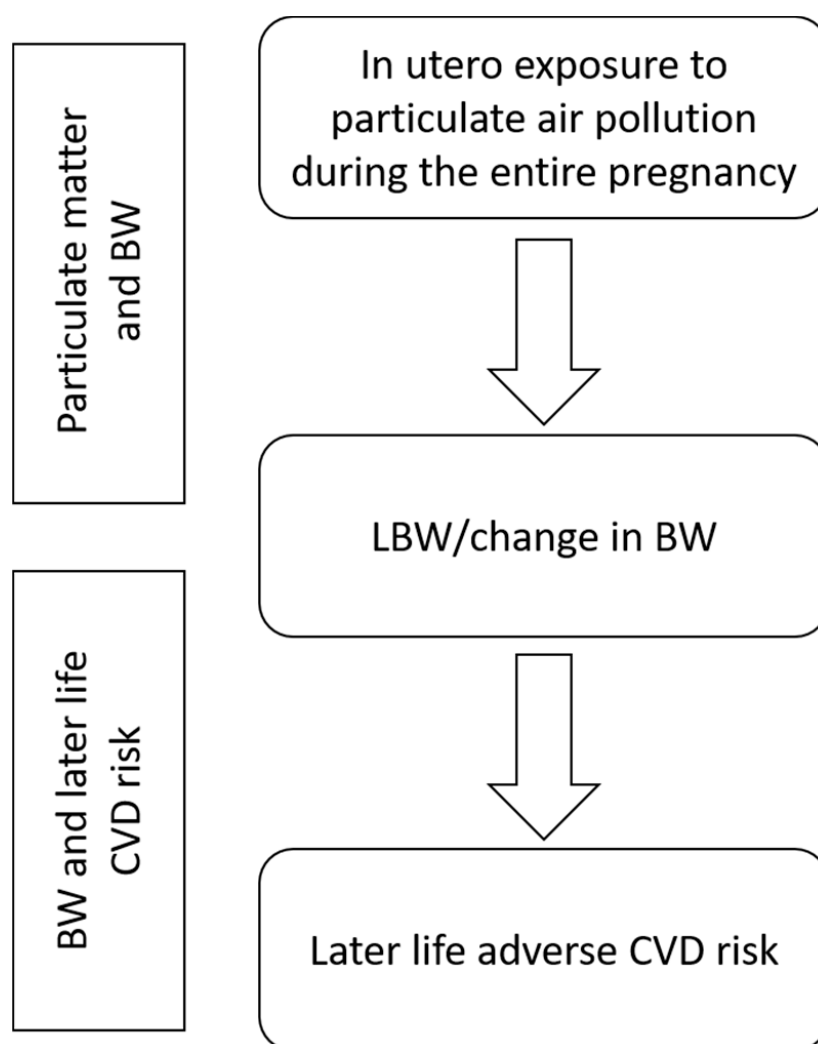 Particulate matter
and BW
In utero exposure to
particulate air pollution
during the entire pregnancy
LBW/change in BW
BW and later life
CVD risk
Later life adverse CVD risk